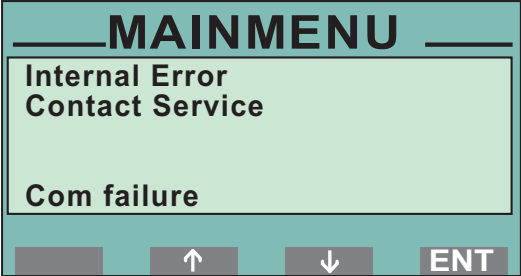 MAINMENU
Internal Error
Contact Service
Com failure
↑ ↓ ENT